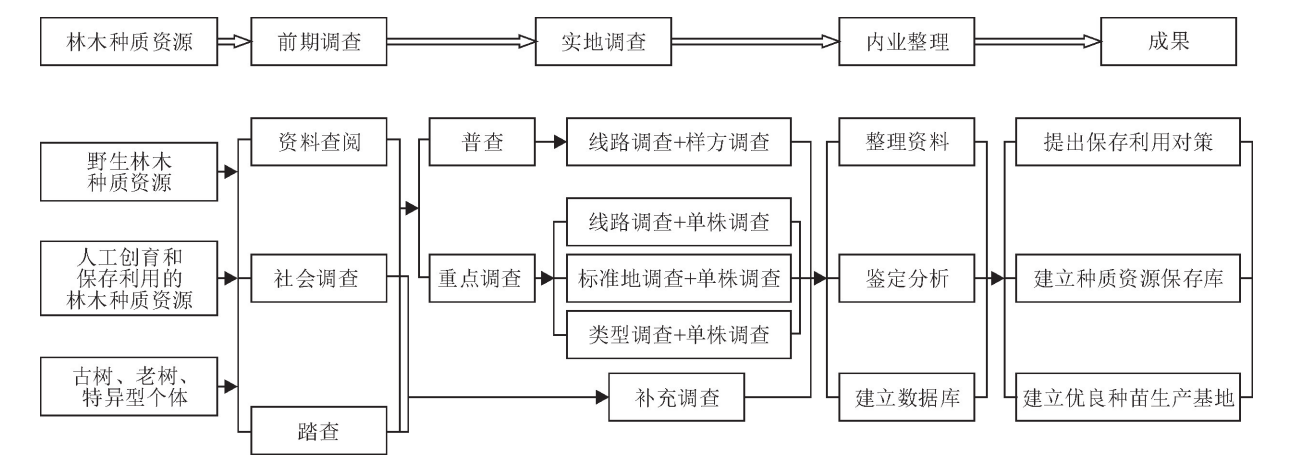 林木种质资源
前期调查
实地调查
内业整理
成果
野生林木
种质资源
人工创育和
保存利用的
林木种质资源
古树、老树、
特异型个体
资料查阅
社会调查
踏查
普查
重点调查
线路调查+样方调查
线路调查+单株调查
标准地调查+单株调查
类型调查+单株调查
补充调查
整理资料
鉴定分析
建立数据库
提出保存利用对策
建立种质资源保存库
建立优良种苗生产基地